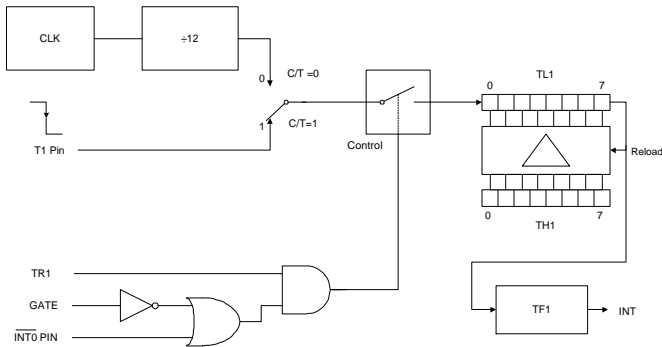 CLK
÷12
0
C/T =0
1
C/T=1
T1 Pin
Control
0
TL1
7
Reload
0
7
TH1
TR1
GATE
INT0 PIN
TF1
INT